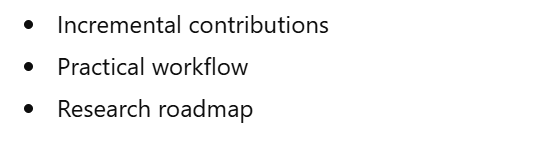 • Incremental contributions
• Practical workflow
• Research roadmap